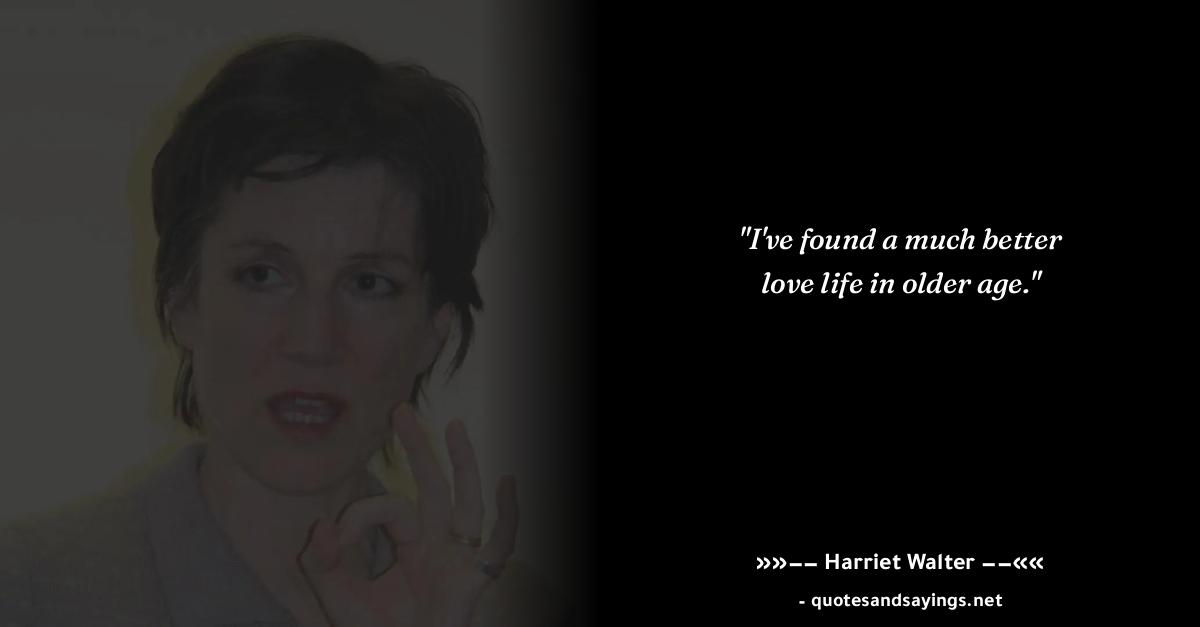 "I've found a much better
love life in older age."
»»−− Harriet Walter −−««
- quotesandsayings.net